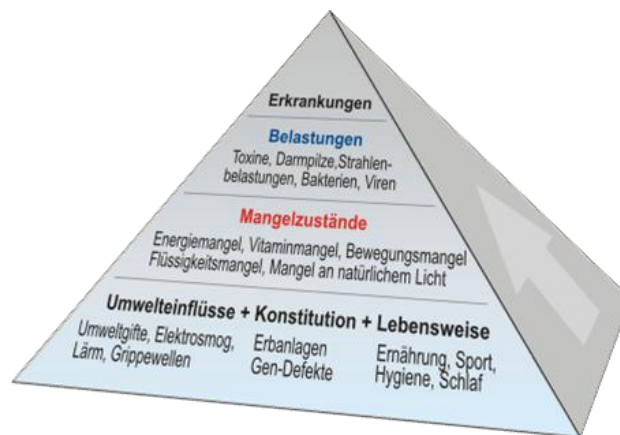 Erkrankungen
Belastungen
Toxine, Darmpilze,Strahlen-
belastungen, Bakterien, Viren
Mangelzustände
Energiemangel, Vitaminmangel, Bewegungsmangel
Flüssigkeitsmangel, Mangel an natürlichem Licht
Umwelteinflüsse + Konstitution + Lebensweise
Umweltgifte, Elektrosmog,
Lärm, Grippewellen
Erbanlagen
Gen-Defekte
Ernährung, Sport,
Hygiene, Schlaf